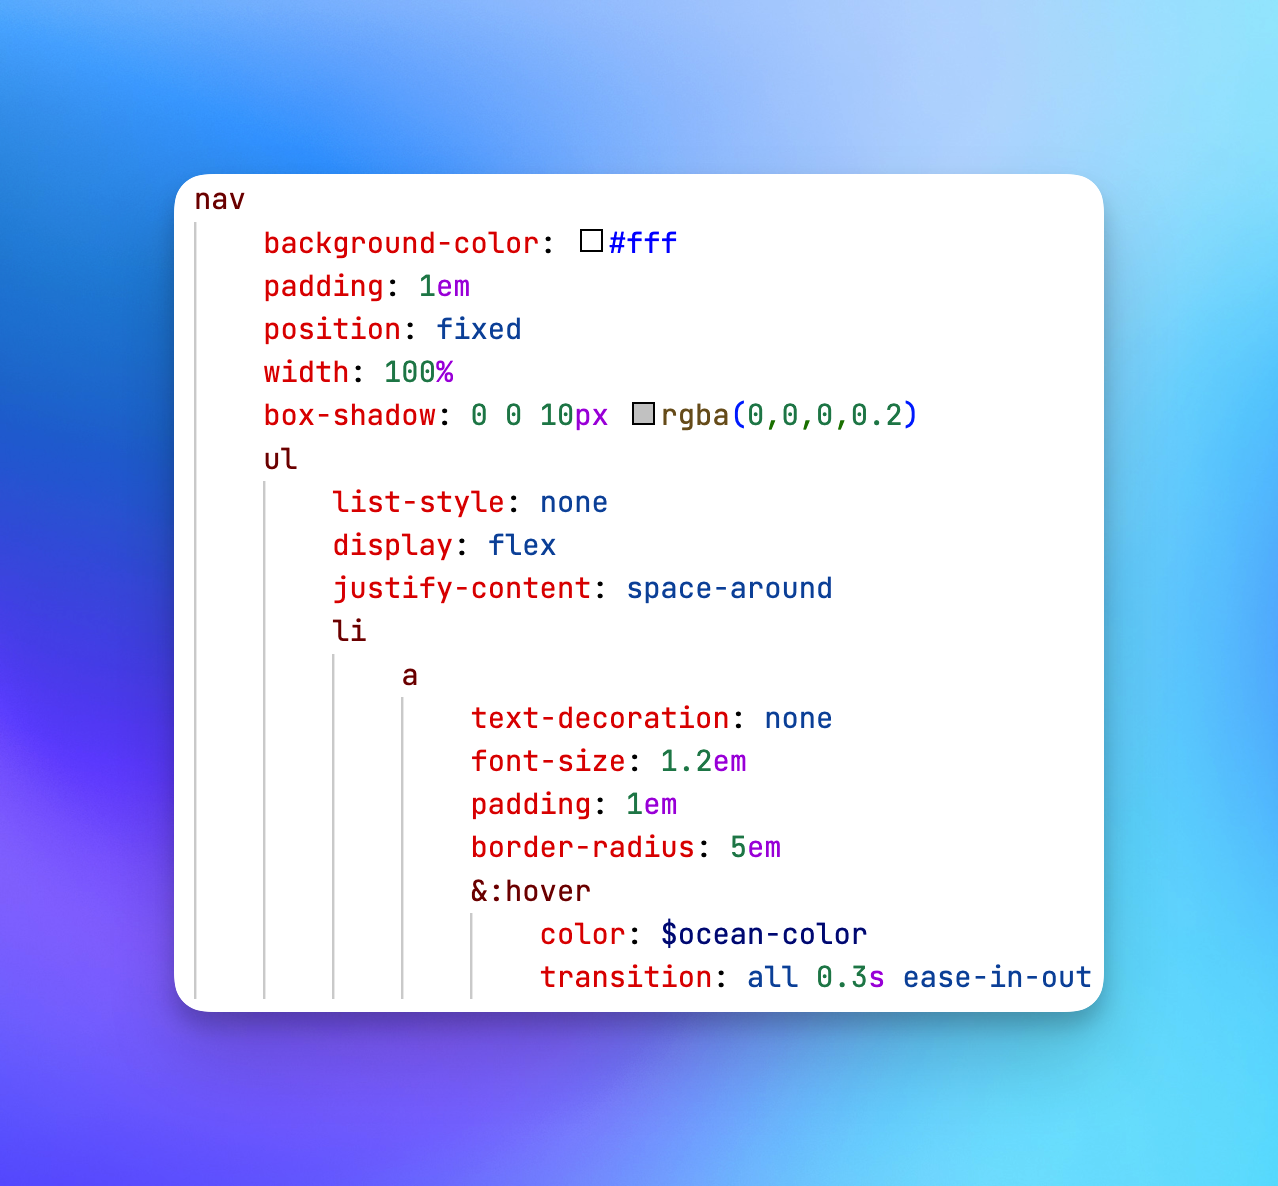 nav
    background-color: #fff
    padding: 1em
    position: fixed
    width: 100%
    box-shadow: 0 0 10px rgba(0,0,0,0.2)
    ul
        list-style: none
        display: flex
        justify-content: space-around
        li
            a
                text-decoration: none
                font-size: 1.2em
                padding: 1em
                border-radius: 5em
                &:hover
                    color: $ocean-color
                    transition: all 0.3s ease-in-out